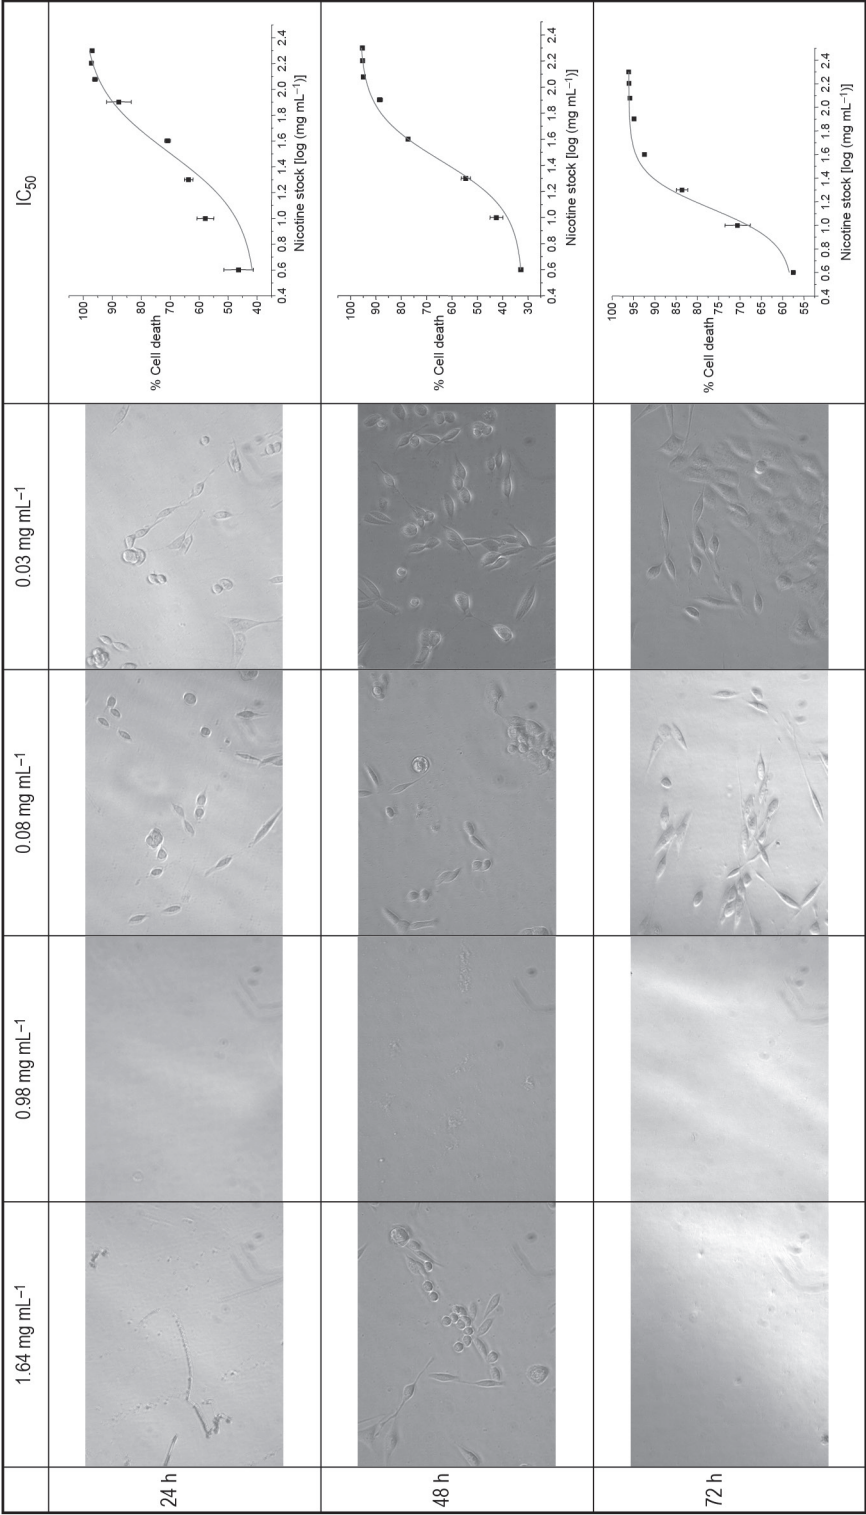 1.64 mg mL−1
0.98 mg mL−1
0.08 mg mL−1
0.03 mg mL−1
IC50
24 h
100
90
80
70
60
50
40
% Cell death
0.4 0.6 0.8 1.0 1.2 1.4 1.6 1.8 2.0 2.2 2.4
Nicotine stock [log (mg mL−1)]
48 h
100
90
80
70
60
50
40
30
% Cell death
0.4 0.6 0.8 1.0 1.2 1.4 1.6 1.8 2.0 2.2 2.4
Nicotine stock [log (mg mL−1)]
72 h
100
95
90
85
80
75
70
65
60
55
% Cell death
0.4 0.6 0.8 1.0 1.2 1.4 1.6 1.8 2.0 2.2 2.4
Nicotine stock [log (mg mL−1)]